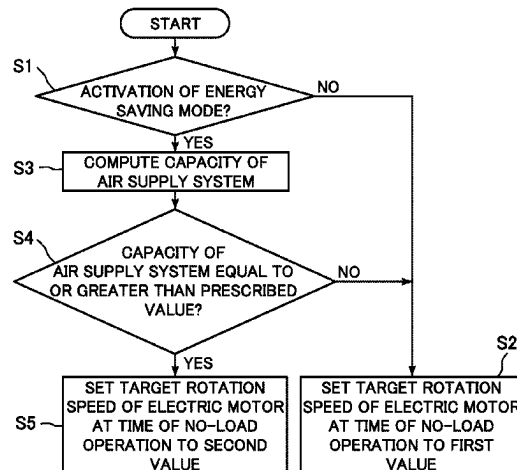 START
S1
ACTIVATION OF ENERGY
SAVING MODE?
NO
YES
S3
COMPUTE CAPACITY OF
AIR SUPPLY SYSTEM
S4
CAPACITY OF
AIR SUPPLY SYSTEM EQUAL TO
OR GREATER THAN PRESCRIBED
VALUE?
NO
YES
S5
SET TARGET ROTATION
SPEED OF ELECTRIC MOTOR
AT TIME OF NO-LOAD
OPERATION TO SECOND
VALUE
S2
SET TARGET ROTATION
SPEED OF ELECTRIC MOTOR
AT TIME OF NO-LOAD
OPERATION TO FIRST
VALUE